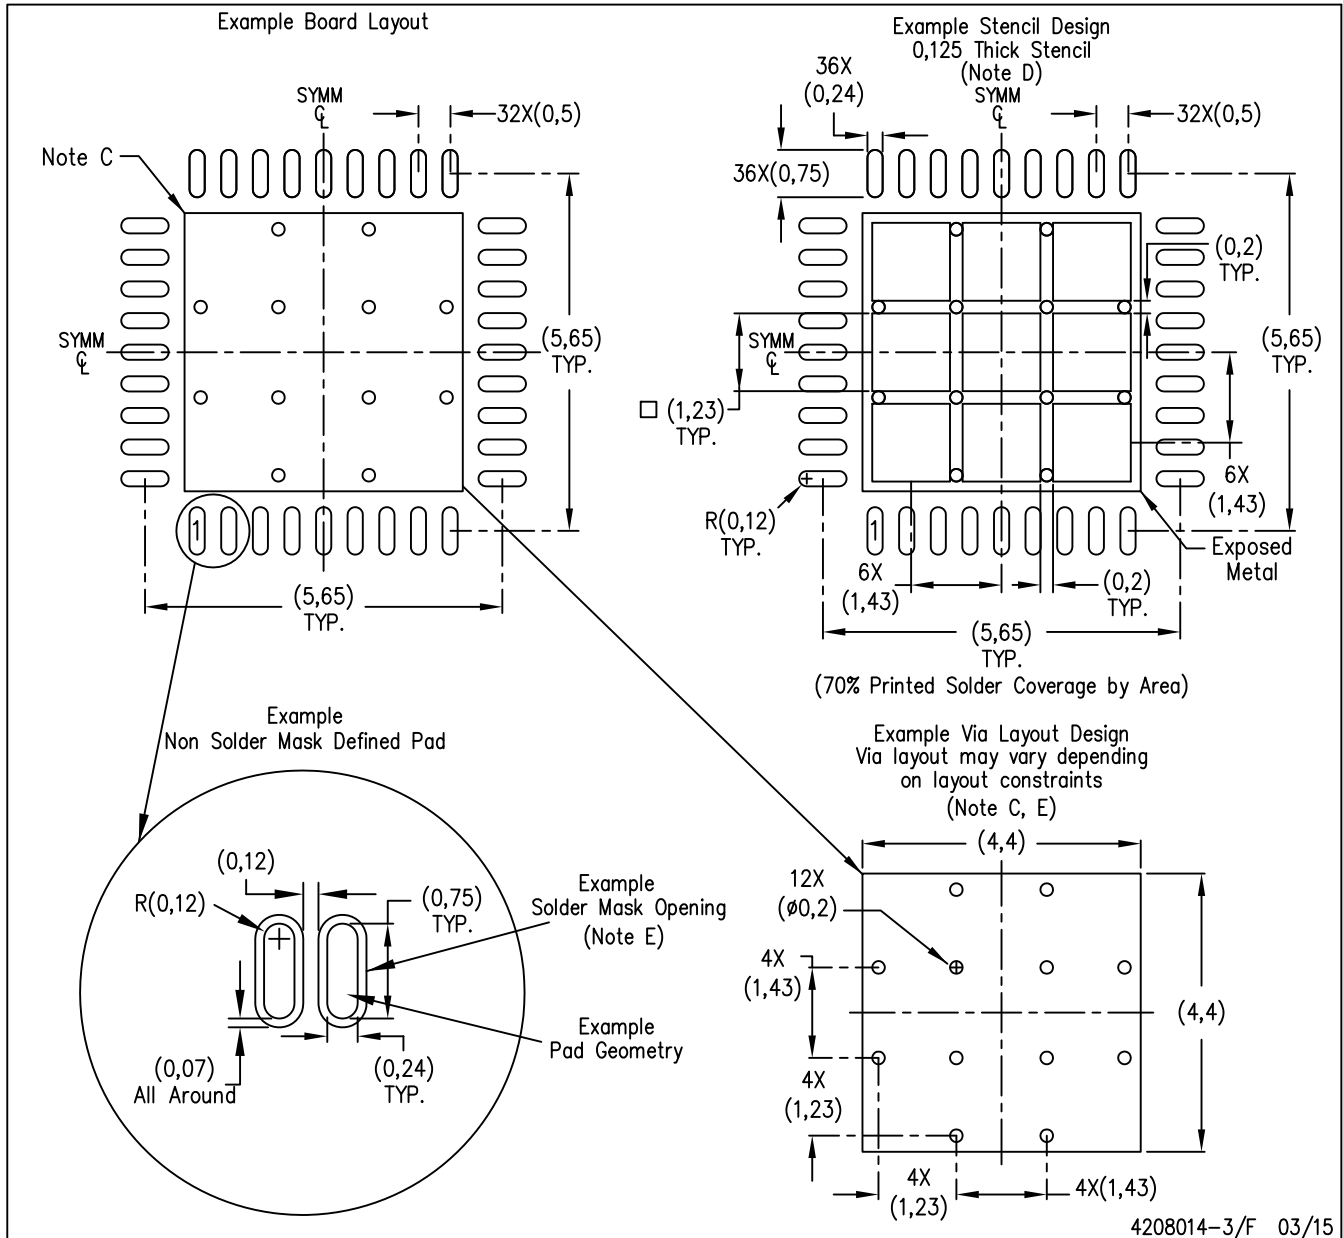 Example Board Layout
SYMM
℄
32X(0,5)
Note C
SYMM
℄
(5,65)
TYP.
1
(5,65)
TYP.
Example Stencil Design
0,125 Thick Stencil
(Note D)
SYMM
℄
36X
(0,24)
32X(0,5)
36X(0,75)
(0,2)
TYP.
SYMM
℄
(5,65)
TYP.
□ (1,23)
TYP.
6X
(1,43)
R(0,12)
TYP.
1
Exposed
Metal
6X
(1,43)
(0,2)
TYP.
(5,65)
TYP.
(70% Printed Solder Coverage by Area)
Example
Non Solder Mask Defined Pad
(0,12)
R(0,12)
(0,75)
TYP.
Example
Solder Mask Opening
(Note E)
Example
Pad Geometry
(0,07)
All Around
(0,24)
TYP.
Example Via Layout Design
Via layout may vary depending
on layout constraints
(Note C, E)
(4,4)
12X
(ø0,2)
4X
(1,43)
(4,4)
4X
(1,23)
4X
(1,23)
4X(1,43)
4208014-3/F 03/15